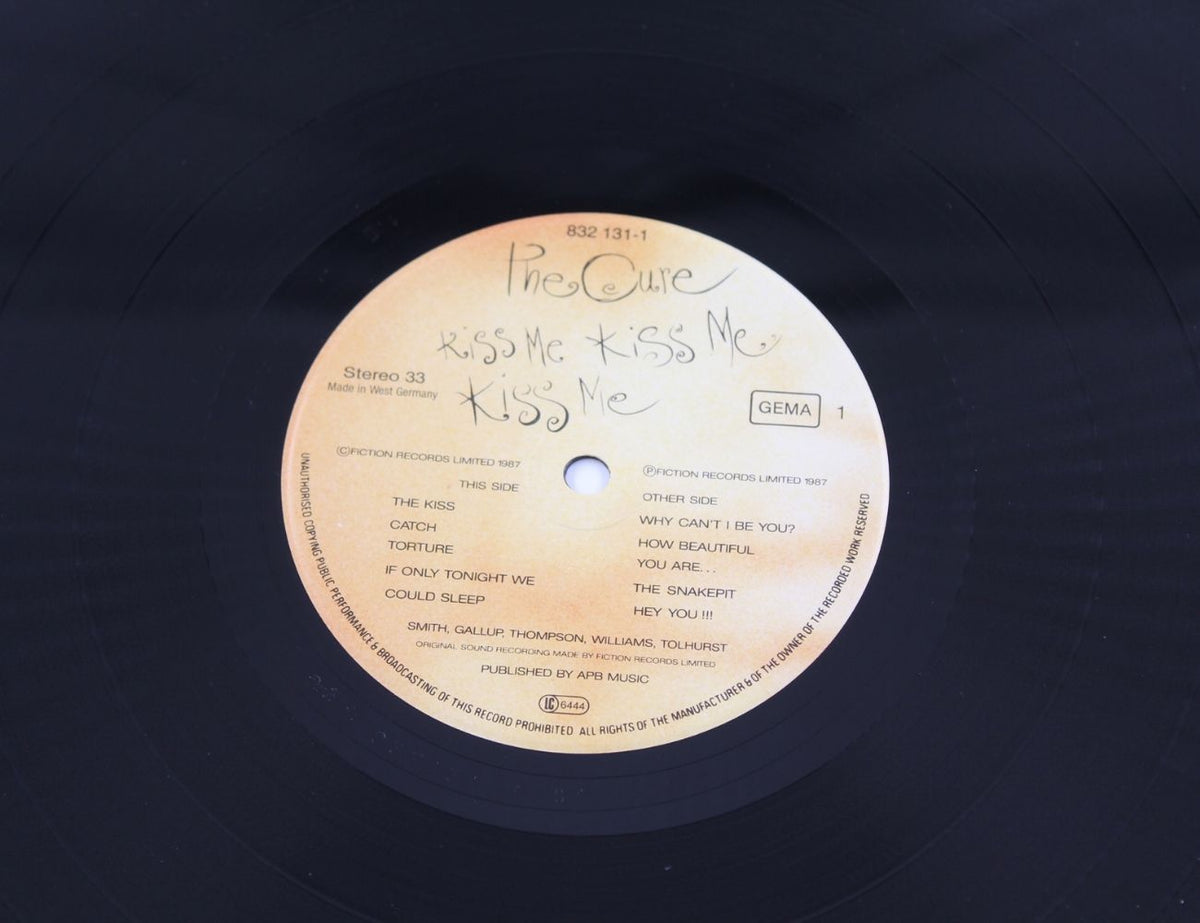 832 131-1
The Cure
Kiss Me Kiss Me
Kiss Me
Stereo 33
Made in West Germany
GEMA 1
©FICTION RECORDS LIMITED 1987
THIS SIDE
THE KISS
CATCH
TORTURE
IF ONLY TONIGHT WE
COULD SLEEP
℗FICTION RECORDS LIMITED 1987
OTHER SIDE
WHY CAN'T I BE YOU?
HOW BEAUTIFUL
YOU ARE...
THE SNAKEPIT
HEY YOU !!!
SMITH, GALLUP, THOMPSON, WILLIAMS, TOLHURST
ORIGINAL SOUND RECORDING MADE BY FICTION RECORDS LIMITED
PUBLISHED BY APB MUSIC
LC 6444
UNAUTHORISED COPYING PUBLIC PERFORMANCE & BROADCASTING OF THIS RECORD PROHIBITED ALL RIGHTS OF THE MANUFACTURER & OF THE OWNER OF THE RECORDED WORK RESERVED